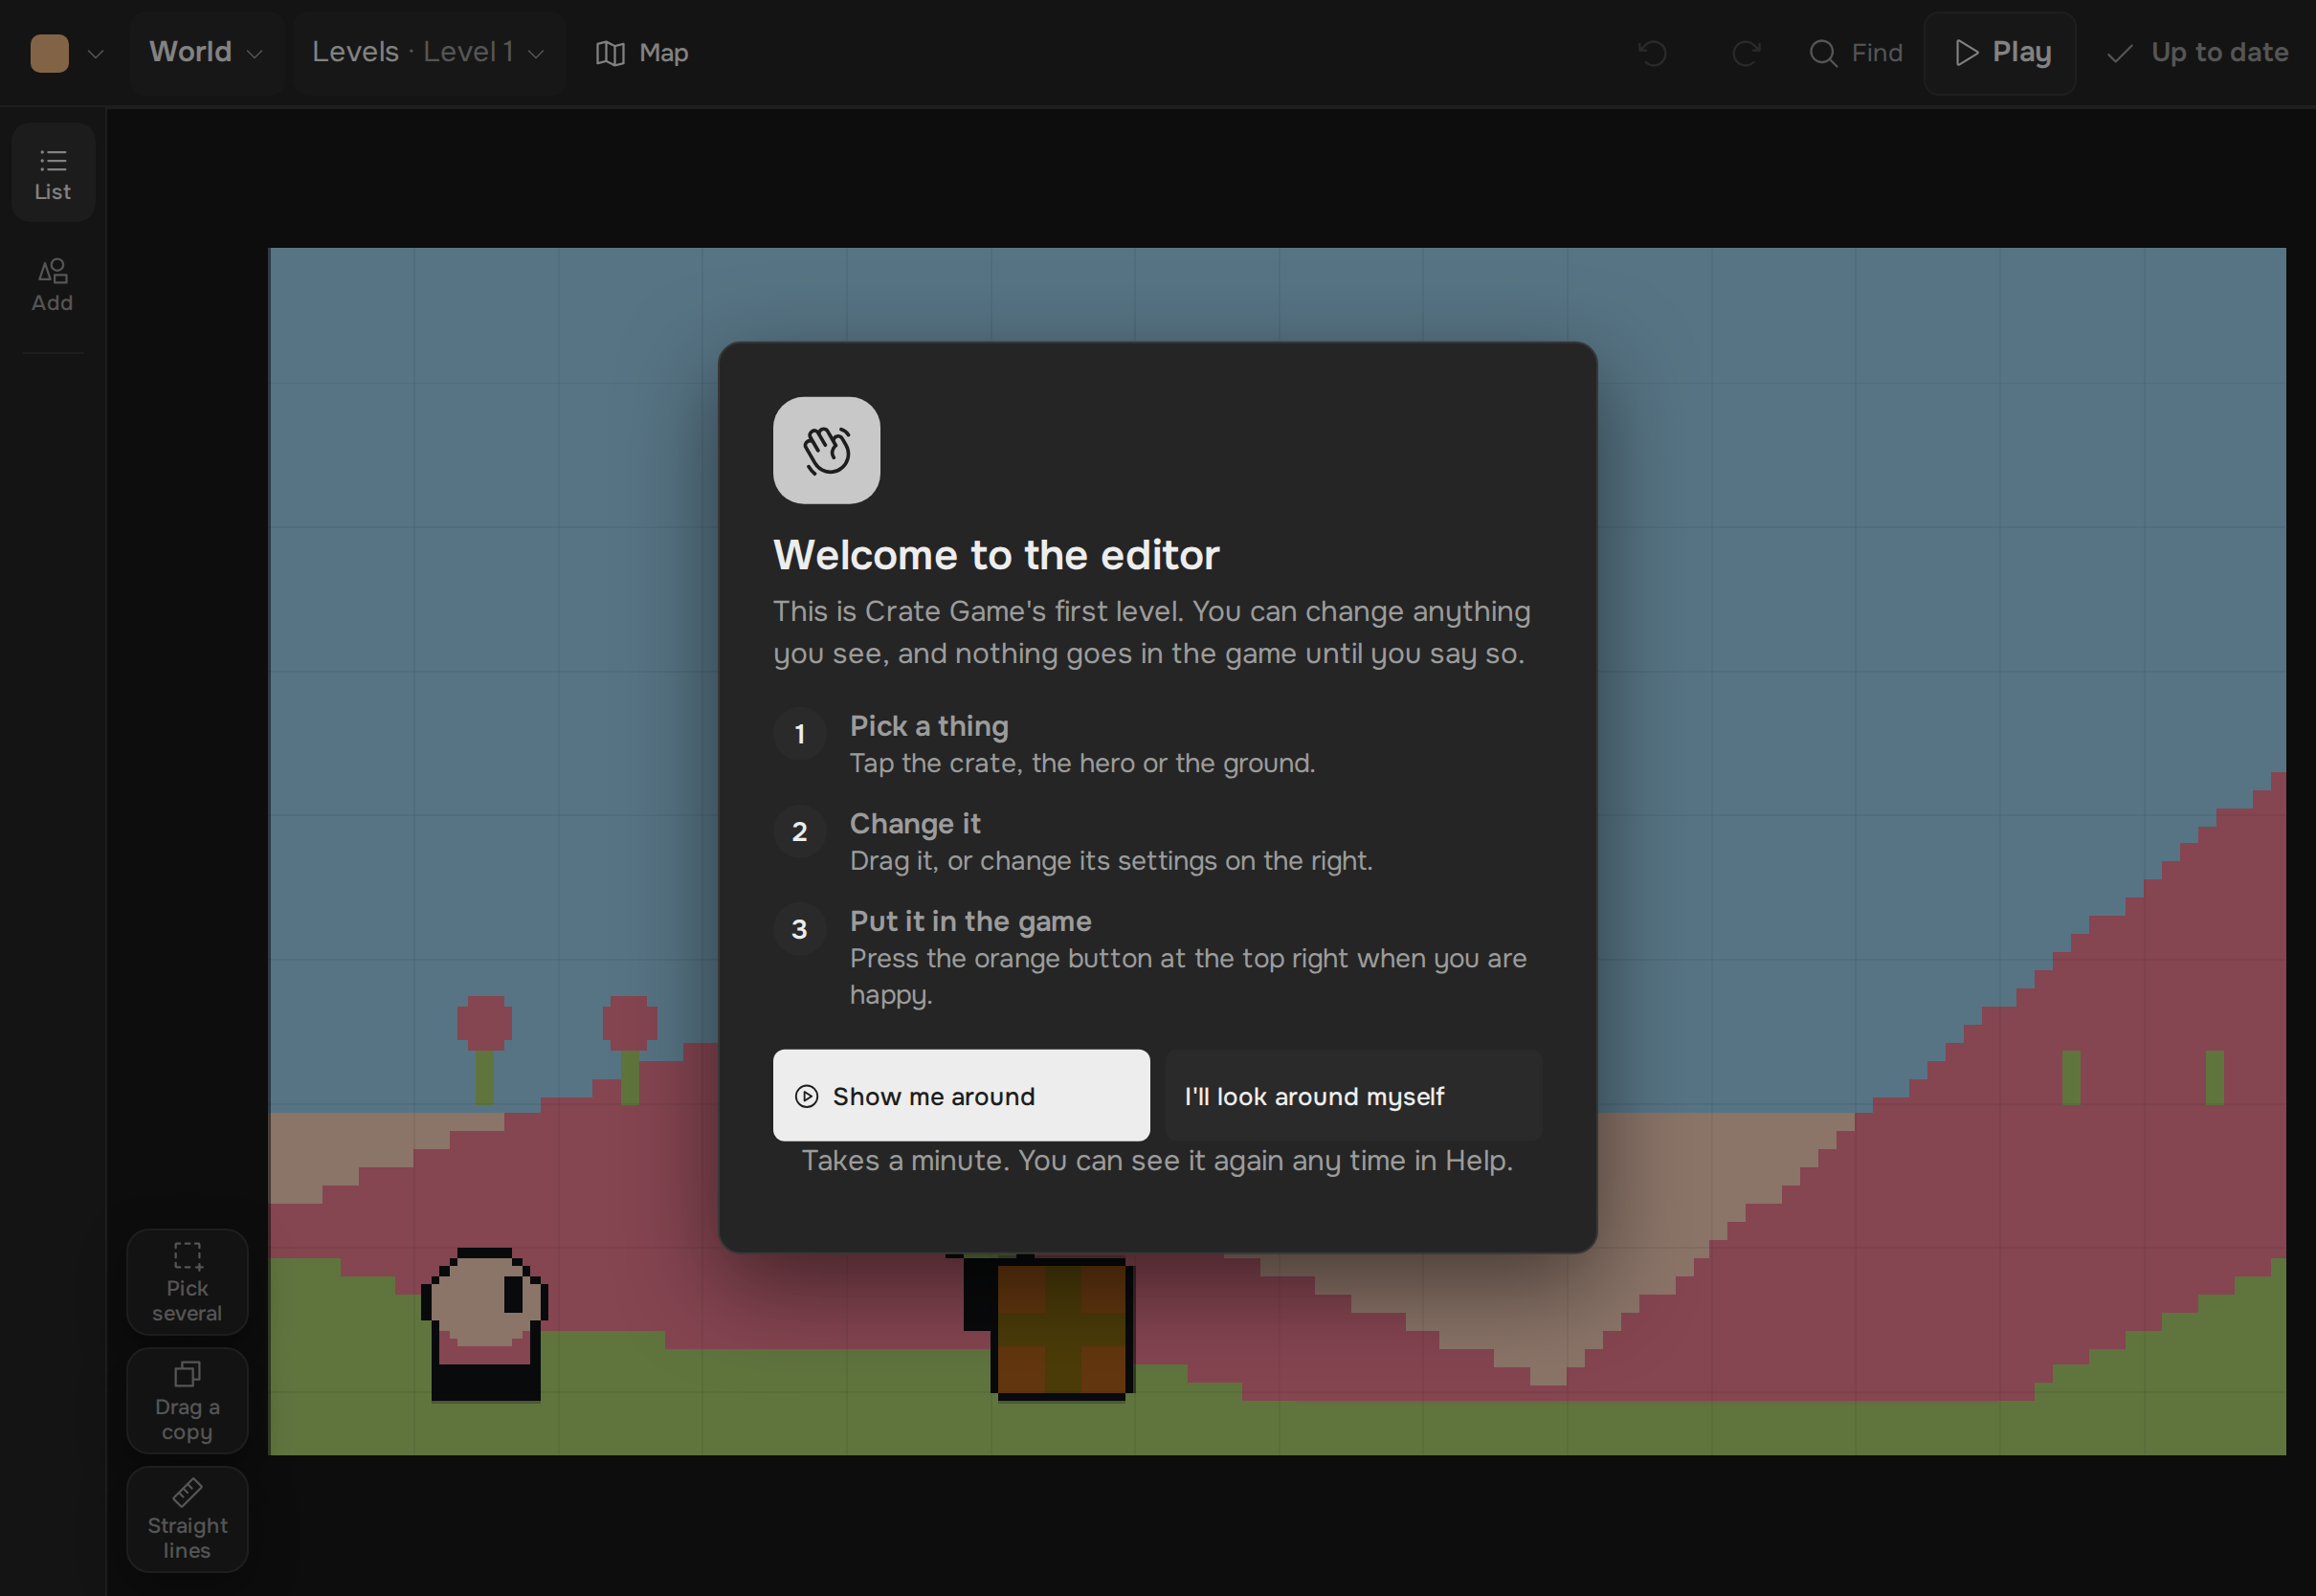 World
Levels · Level 1
Map
Find
Play
Up to date
List
Add
Welcome to the editor
This is Crate Game's first level. You can change anything
you see, and nothing goes in the game until you say so.
1
Pick a thing
Tap the crate, the hero or the ground.
2
Change it
Drag it, or change its settings on the right.
3
Put it in the game
Press the orange button at the top right when you are
happy.
Show me around
I'll look around myself
Takes a minute. You can see it again any time in Help.
Pick
several
Drag a
copy
Straight
lines